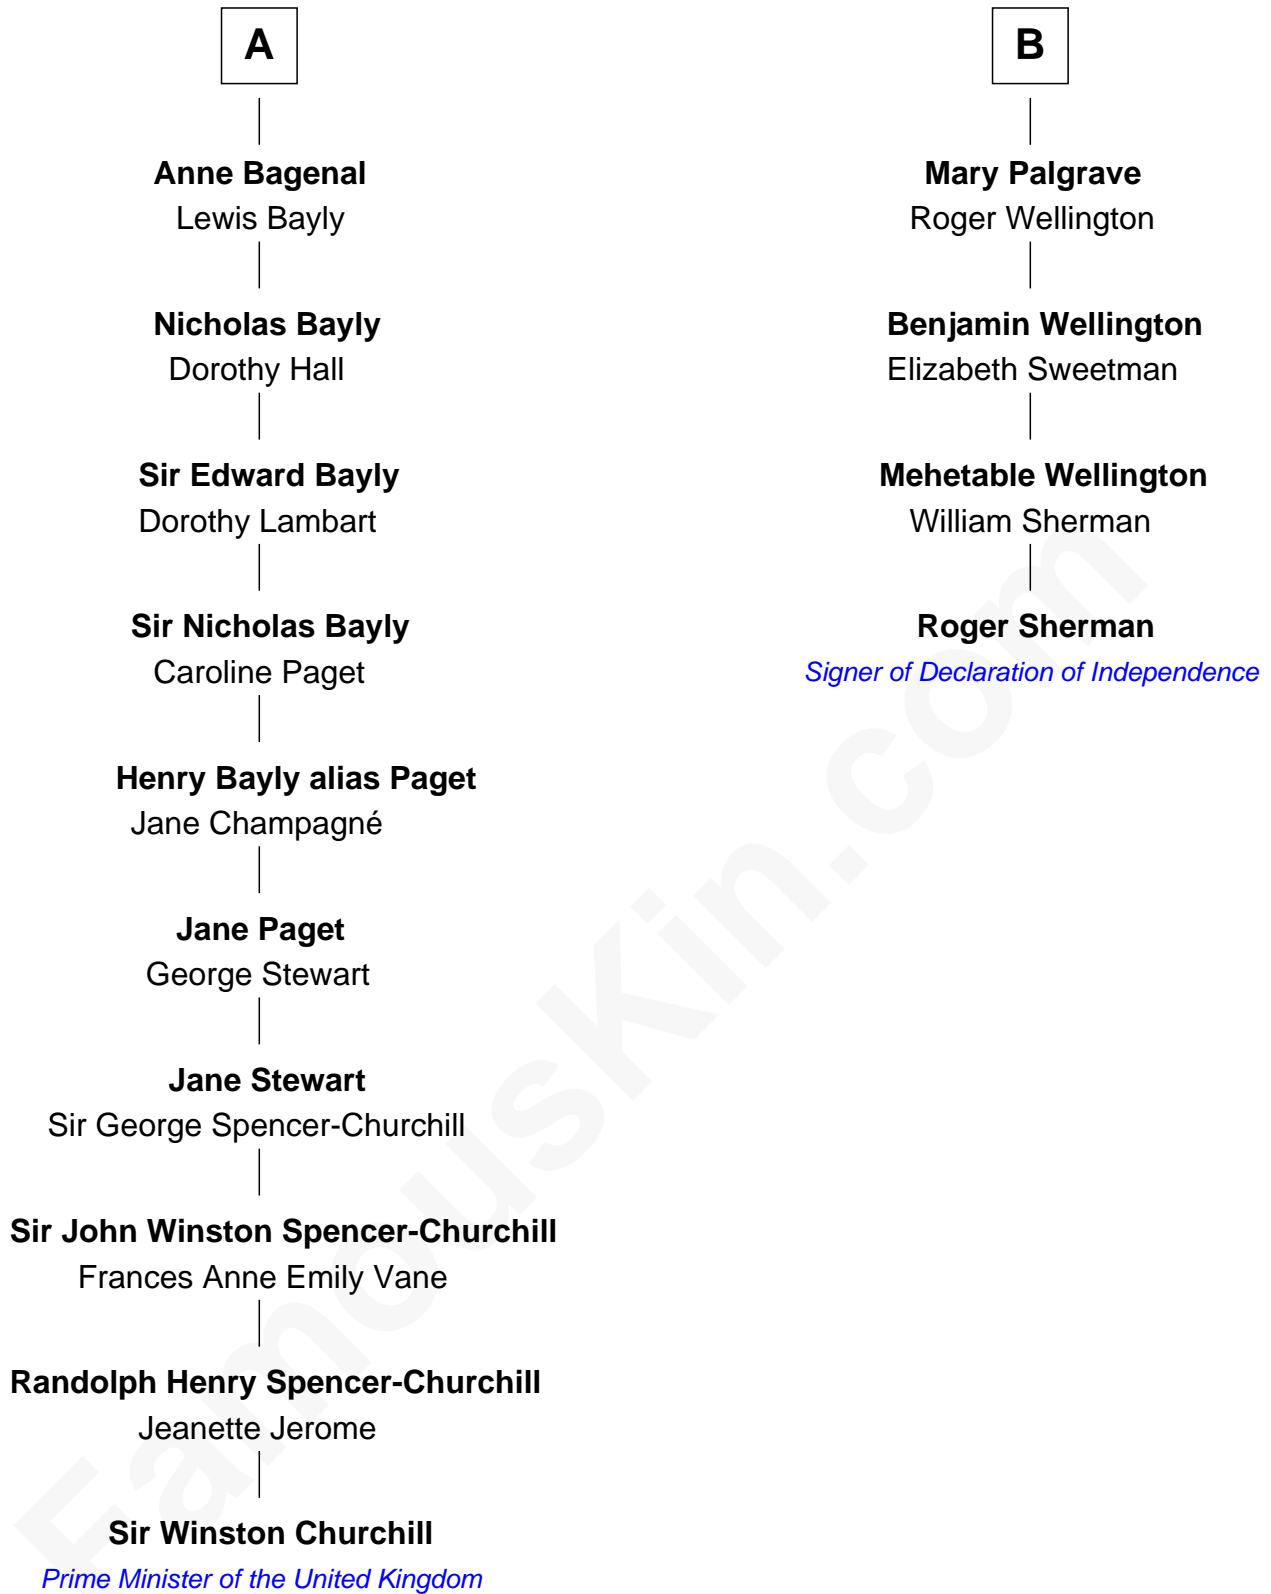 A
Anne Bagenal
Lewis Bayly
Nicholas Bayly
Dorothy Hall
Sir Edward Bayly
Dorothy Lambart
Sir Nicholas Bayly
Caroline Paget
Henry Bayly alias Paget
Jane Champagné
Jane Paget
George Stewart
Jane Stewart
Sir George Spencer-Churchill
Sir John Winston Spencer-Churchill
Frances Anne Emily Vane
Randolph Henry Spencer-Churchill
Jeanette Jerome
Sir Winston Churchill
Prime Minister of the United Kingdom
B
Mary Palgrave
Roger Wellington
Benjamin Wellington
Elizabeth Sweetman
Mehetable Wellington
William Sherman
Roger Sherman
Signer of Declaration of Independence
FamousKin.com